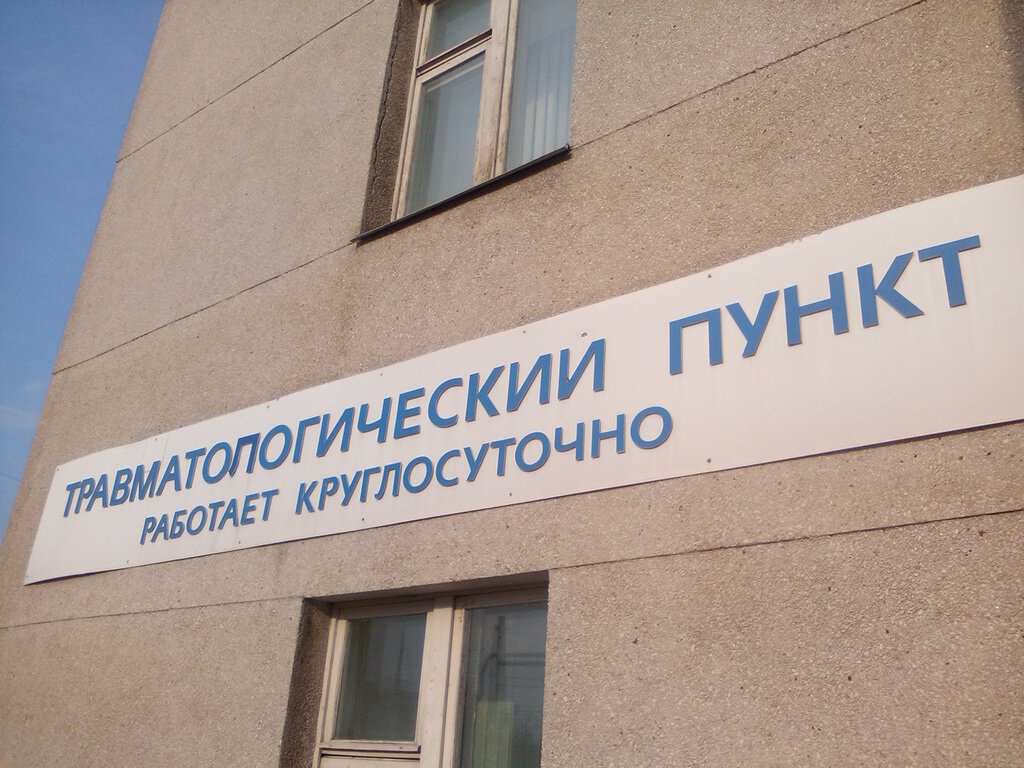 ТРАВМАТОЛОГИЧЕСКИЙ ПУНКТ
РАБОТАЕТ КРУГЛОСУТОЧНО